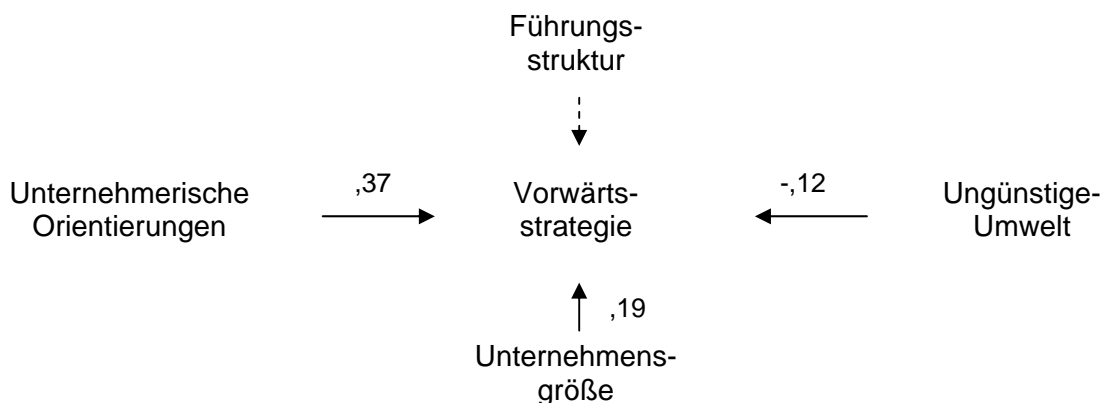 Führungs-
struktur
Unternehmerische
Orientierungen
,37
Vorwärts-
strategie
-,12
Ungünstige-
Umwelt
,19
Unternehmens-
größe